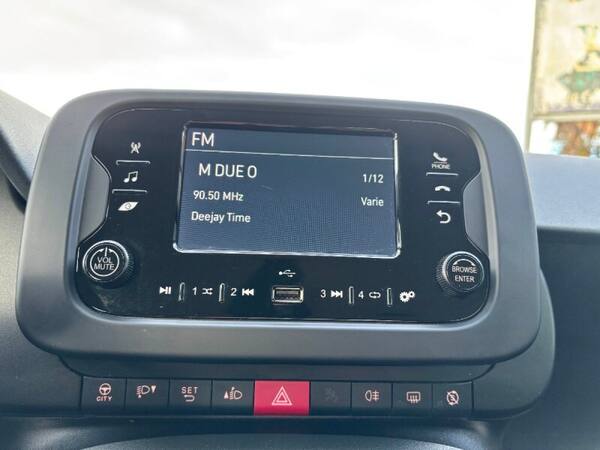 FM
M DUE O
1/12
90.50 MHz
Varie
Deejay Time
PHONE
VOL
MUTE
BROWSE
ENTER
1 2 3 4
CITY
SET